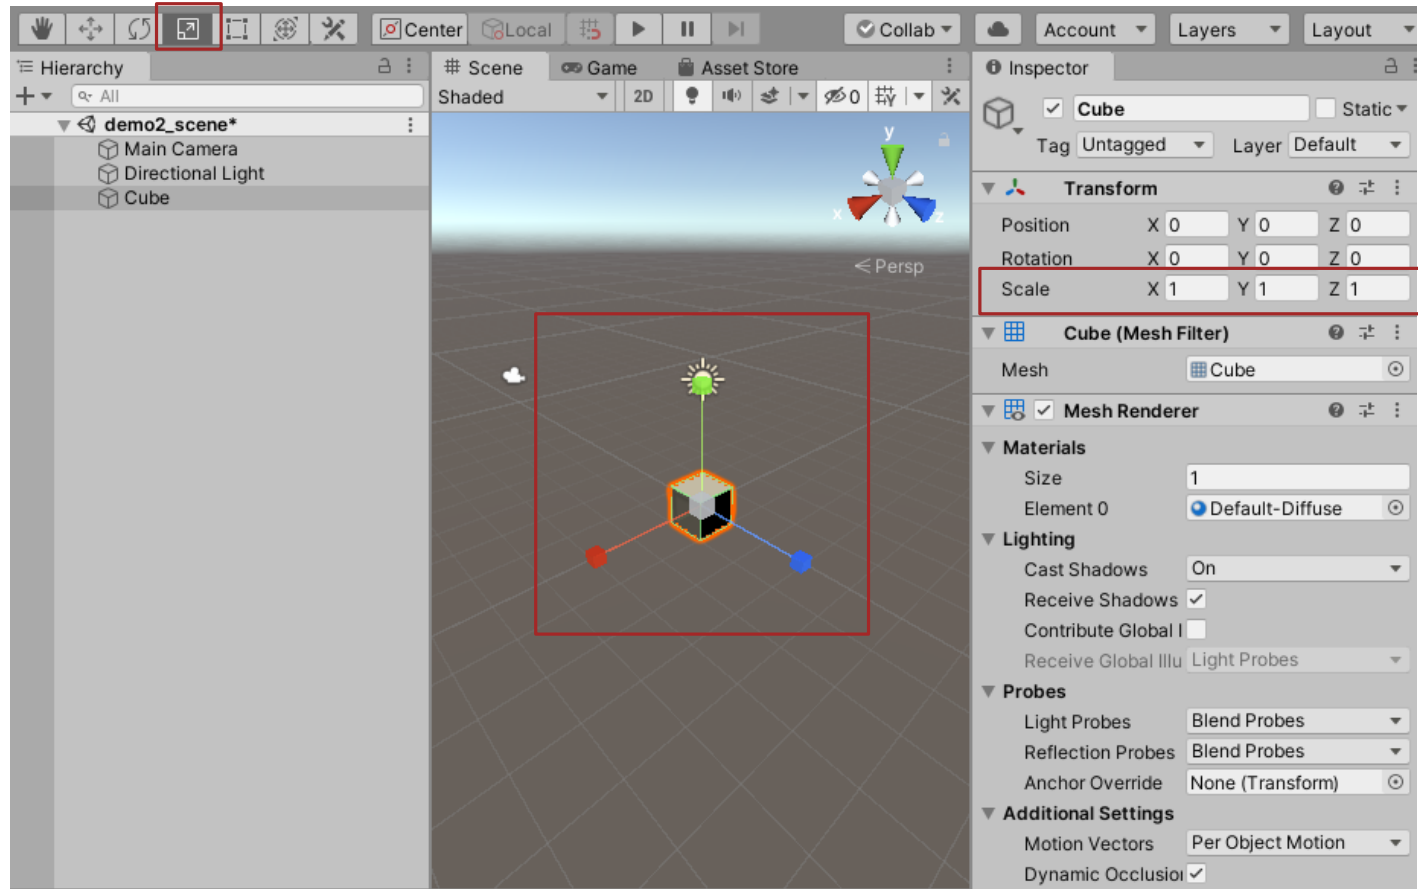 Center Local Collab Account Layers Layout
Hierarchy
All
demo2_scene*
Main Camera
Directional Light
Cube
Scene Game Asset Store
Shaded 2D 0
y
x z
Persp
Inspector
Cube Static
Tag Untagged Layer Default
Transform
Position X 0 Y 0 Z 0
Rotation X 0 Y 0 Z 0
Scale X 1 Y 1 Z 1
Cube (Mesh Filter)
Mesh Cube
Mesh Renderer
Materials
Size 1
Element 0 Default-Diffuse
Lighting
Cast Shadows On
Receive Shadows
Contribute Global I
Receive Global Illu Light Probes
Probes
Light Probes Blend Probes
Reflection Probes Blend Probes
Anchor Override None (Transform)
Additional Settings
Motion Vectors Per Object Motion
Dynamic Occlusio